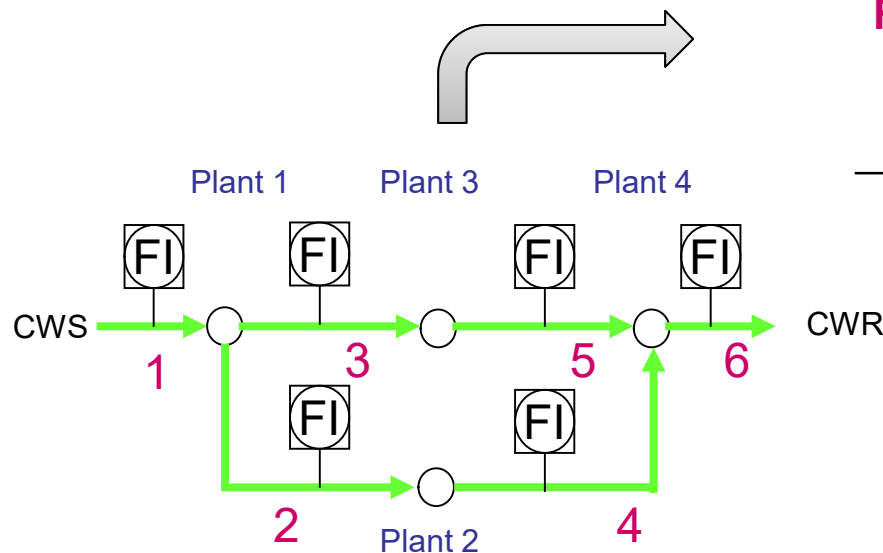 Plant 1 Plant 3 Plant 4
FI FI FI FI
CWS CWR
1 3 5 6
FI FI
2 4
Plant 2